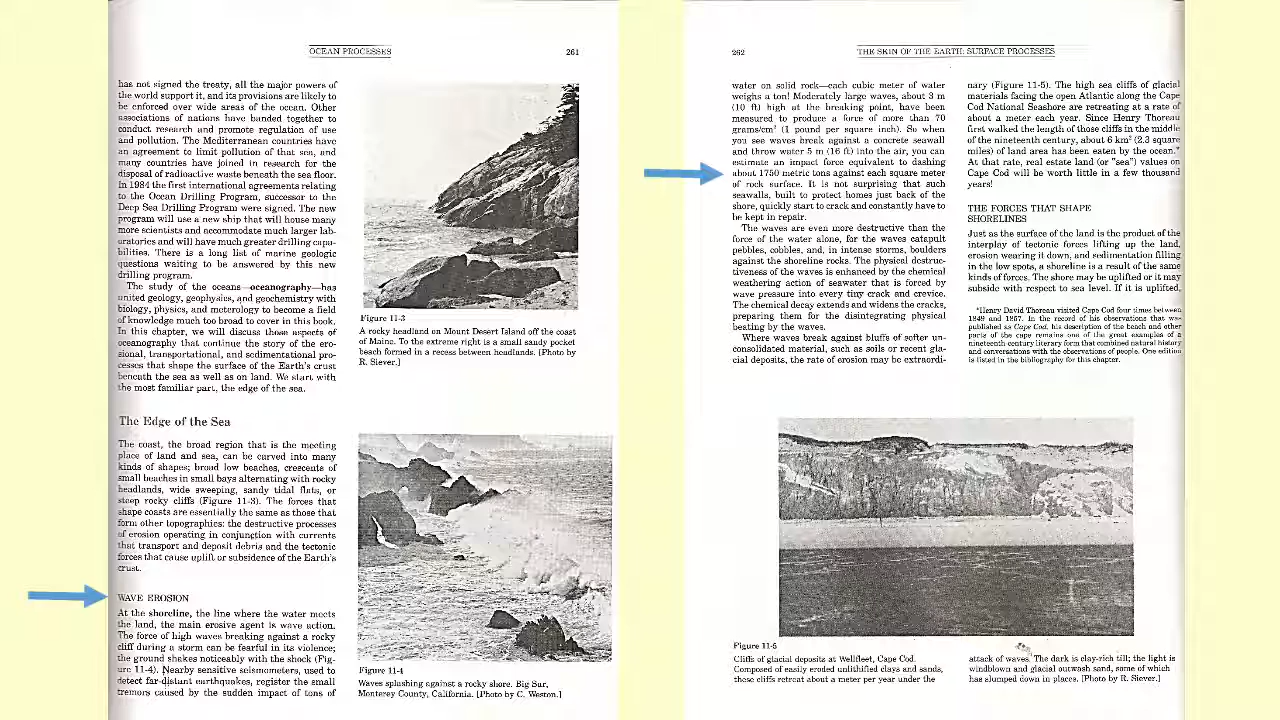 OCEAN PROCESSES
261
has not signed the treaty, all the major powers of
the world support it, and its provisions are likely to
be enforced over wide areas of the ocean. Other
associations of nations have banded together to
conduct research and promote regulation of use
and pollution. The Mediterranean countries have
an agreement to limit pollution of that sea, and
many countries have joined in research for the
disposal of radioactive waste beneath the sea floor.
In 1984 the first international agreements relating
to the Ocean Drilling Program, successor to the
Deep Sea Drilling Program were signed. The new
program will use a new ship that will house many
more scientists and accommodate much larger lab-
oratories and will have much greater drilling capa-
bilities. There is a long list of marine geologic
questions waiting to be answered by this new
drilling program.
The study of the oceans—oceanography—has
united geology, geophysics, and geochemistry with
biology, physics, and meterology to become a field
of knowledge much too broad to cover in this book.
In this chapter, we will discuss those aspects of
oceanography that continue the story of the ero-
sional, transportational, and sedimentational pro-
cesses that shape the surface of the Earth's crust
beneath the sea as well as on land. We start with
the most familiar part, the edge of the sea.
The Edge of the Sea
The coast, the broad region that is the meeting
place of land and sea, can be carved into many
kinds of shapes; broad low beaches, crescents of
small beaches in small bays alternating with rocky
headlands, wide sweeping, sandy tidal flats, or
steep rocky cliffs (Figure 11-3). The forces that
shape coasts are essentially the same as those that
form other topographies: the destructive processes
of erosion operating in conjunction with currents
that transport and deposit debris and the tectonic
forces that cause uplift or subsidence of the Earth's
crust.
WAVE EROSION
At the shoreline, the line where the water meets
the land, the main erosive agent is wave action.
The force of high waves breaking against a rocky
cliff during a storm can be fearful in its violence;
the ground shakes noticeably with the shock (Fig-
ure 11-4). Nearby sensitive seismometers, used to
detect far-distant earthquakes, register the small
tremors caused by the sudden impact of tons of
Figure 11-3
A rocky headland on Mount Desert Island off the coast
of Maine. To the extreme right is a small sandy pocket
beach formed in a recess between headlands. [Photo by
R. Siever.]
Figure 11-4
Waves splashing against a rocky shore. Big Sur,
Monterey County, California. [Photo by C. Weston.]
262
THE SKIN OF THE EARTH: SURFACE PROCESSES
water on solid rock—each cubic meter of water
weighs a ton! Moderately large waves, about 3 m
(10 ft) high at the breaking point, have been
measured to produce a force of more than 70
grams/cm² (1 pound per square inch). So when
you see waves break against a concrete seawall
and throw water 5 m (16 ft) into the air, you can
estimate an impact force equivalent to dashing
about 1750 metric tons against each square meter
of rock surface. It is not surprising that such
seawalls, built to protect homes just back of the
shore, quickly start to crack and constantly have to
be kept in repair.
The waves are even more destructive than the
force of the water alone, for the waves catapult
pebbles, cobbles, and, in intense storms, boulders
against the shoreline rocks. The physical destruc-
tiveness of the waves is enhanced by the chemical
weathering action of seawater that is forced by
wave pressure into every tiny crack and crevice.
The chemical decay extends and widens the cracks,
preparing them for the disintegrating physical
beating by the waves.
Where waves break against bluffs of softer un-
consolidated material, such as soils or recent gla-
cial deposits, the rate of erosion may be extraordi-
nary (Figure 11-5). The high sea cliffs of glacial
materials facing the open Atlantic along the Cape
Cod National Seashore are retreating at a rate of
about a meter each year. Since Henry Thoreau
first walked the length of those cliffs in the middle
of the nineteenth century, about 6 km² (2.3 square
miles) of land area has been eaten by the ocean.*
At that rate, real estate land (or "sea") values on
Cape Cod will be worth little in a few thousand
years!
THE FORCES THAT SHAPE
SHORELINES
Just as the surface of the land is the product of the
interplay of tectonic forces lifting up the land,
erosion wearing it down, and sedimentation filling
in the low spots, a shoreline is a result of the same
kinds of forces. The shore may be uplifted or it may
subside with respect to sea level. If it is uplifted,
*Henry David Thoreau visited Cape Cod four times between
1849 and 1857. In the record of his observations that was
published as Cape Cod, his description of the beach and other
parts of the cape remains one of the great examples of a
nineteenth century literary form that combined natural history
and conversations with the observations of people. One edition
is listed in the bibliography for this chapter.
Figure 11-5
Cliffs of glacial deposits at Wellfleet, Cape Cod.
Composed of easily eroded unlithified clays and sands,
these cliffs retreat about a meter per year under the
attack of waves. The dark is clay-rich till; the light is
windblown and glacial outwash sand, some of which
has slumped down in places. [Photo by R. Siever.]